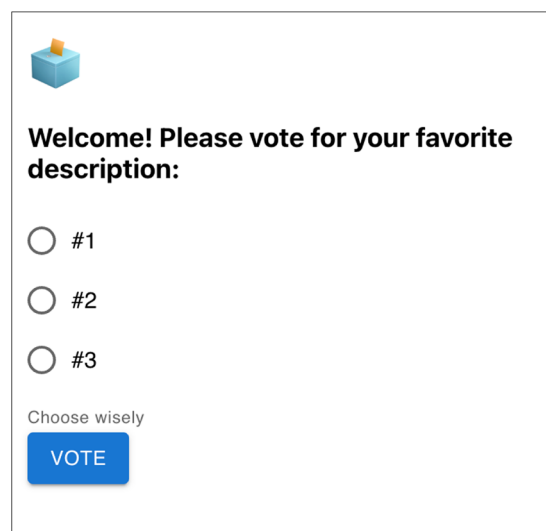 Welcome! Please vote for your favorite
description:
#1
#2
#3
Choose wisely
VOTE